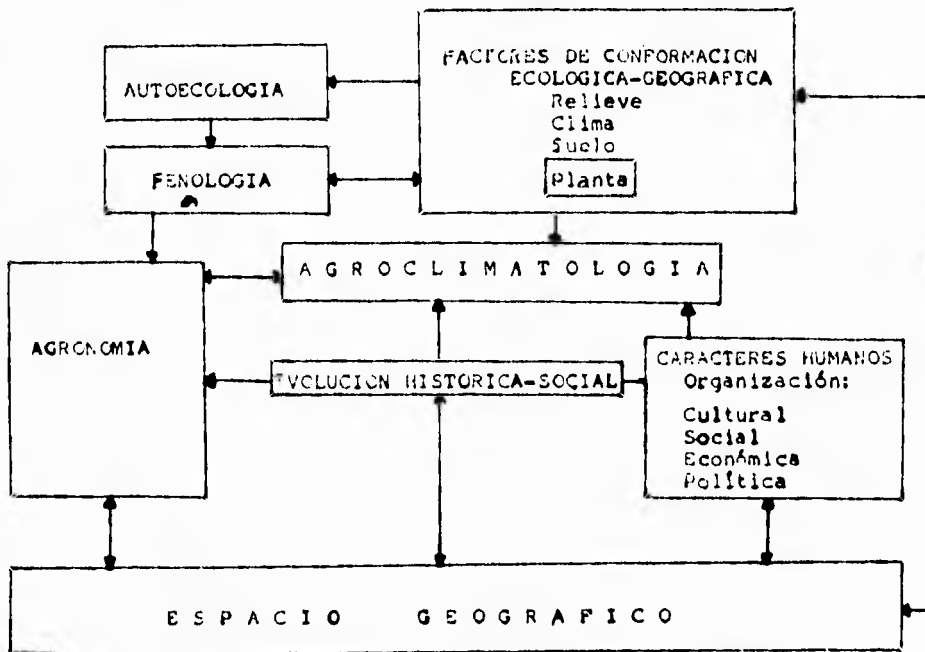 FACTORES DE CONFORMACION
ECOLOGICA-GEOGRAFICA
Relieve
Clima
Suelo
Planta
AUTOECOLOGIA
FENOLOGIA
AGROCLIMATOLOGIA
AGRONOMIA
EVOLUCION HISTORICA-SOCIAL
CARACTERES HUMANOS
Organización:
Cultural
Social
Económica
Política
ESPACIO GEOGRAFICO